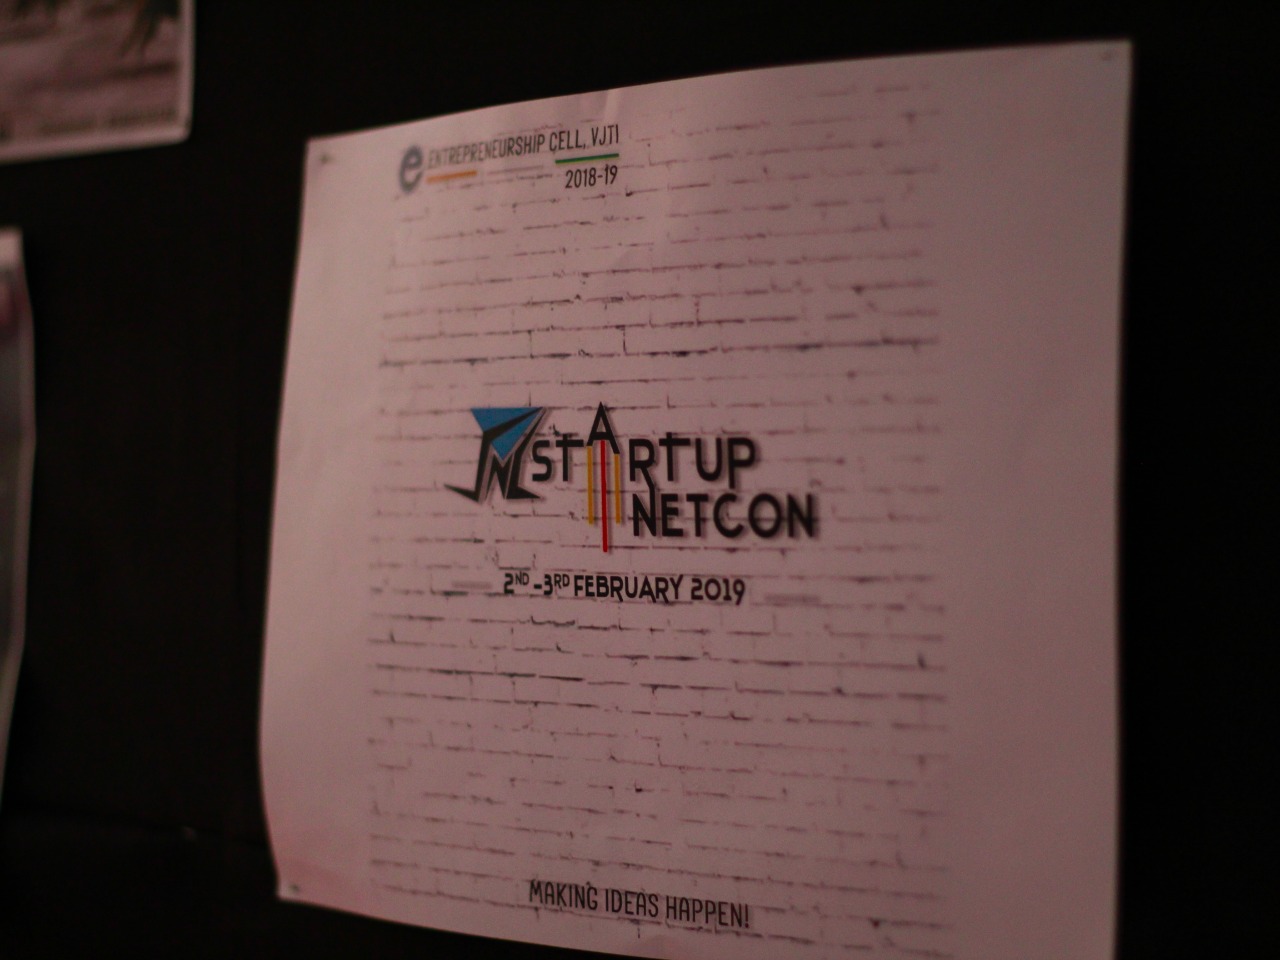 e ENTREPRENEURSHIP CELL, VJTI
2018-19
STARTUP
NETCON
2ND -3RD FEBRUARY 2019
MAKING IDEAS HAPPEN!